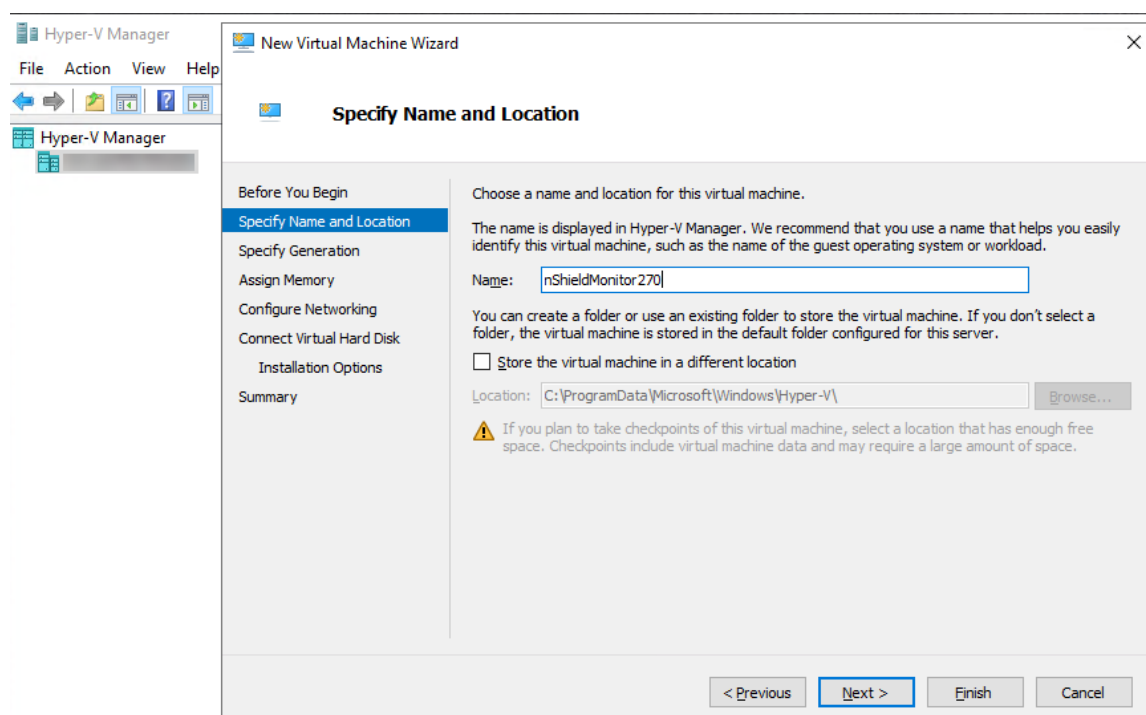 Hyper-V Manager
File Action View Help
Hyper-V Manager
New Virtual Machine Wizard
Specify Name and Location
Before You Begin
Specify Name and Location
Specify Generation
Assign Memory
Configure Networking
Connect Virtual Hard Disk
Installation Options
Summary
Choose a name and location for this virtual machine.
The name is displayed in Hyper-V Manager. We recommend that you use a name that helps you easily
identify this virtual machine, such as the name of the guest operating system or workload.
Name: nShieldMonitor270
You can create a folder or use an existing folder to store the virtual machine. If you don't select a
folder, the virtual machine is stored in the default folder configured for this server.
Store the virtual machine in a different location
Location: C:\ProgramData\Microsoft\Windows\Hyper-V\ Browse...
If you plan to take checkpoints of this virtual machine, select a location that has enough free
space. Checkpoints include virtual machine data and may require a large amount of space.
< Previous Next > Finish Cancel